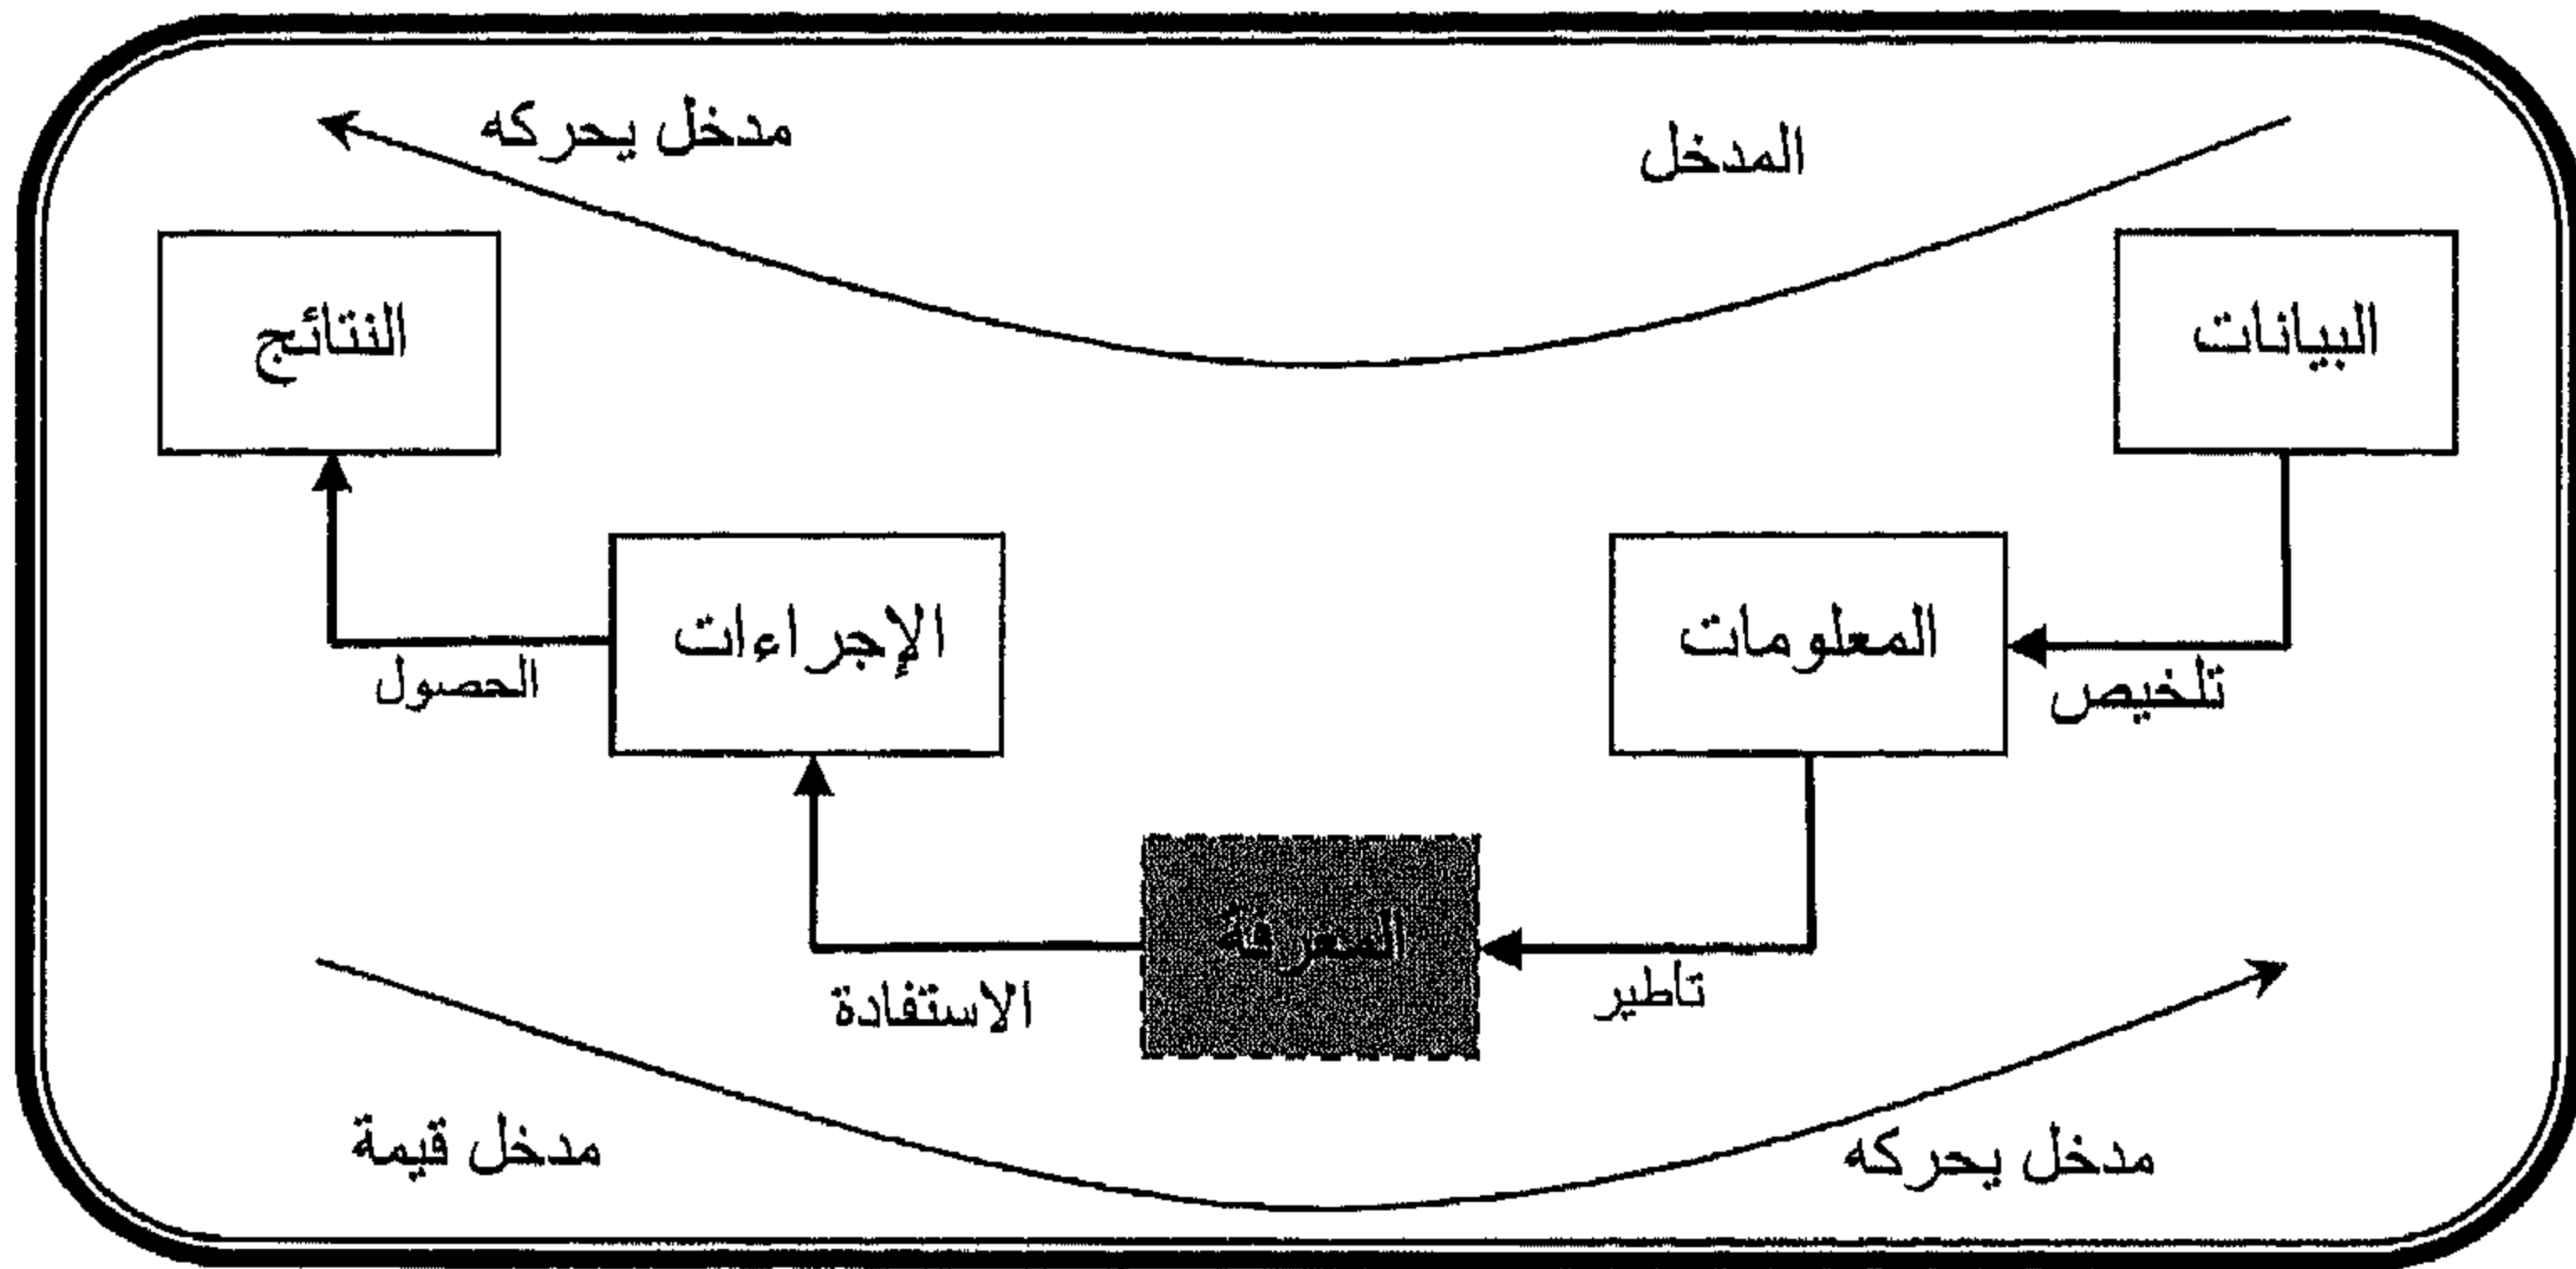 المدخل
مدخل يحركه
البيانات
النتائج
المعلومات
الإجراءات
تلخيص
الحصول
المعرفة
تاطير
الاستفادة
مدخل يحركه
مدخل قيمة